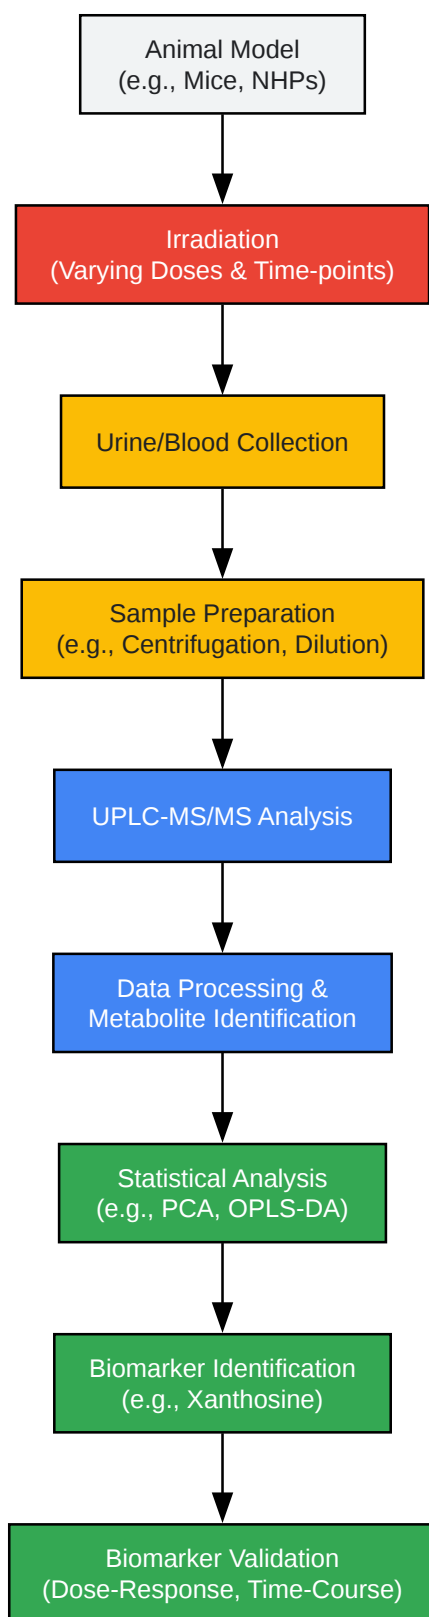 Animal Model
(e.g., Mice, NHPs)
Irradiation
(Varying Doses & Time-points)
Urine/Blood Collection
Sample Preparation
(e.g., Centrifugation, Dilution)
UPLC-MS/MS Analysis
Data Processing &
Metabolite Identification
Statistical Analysis
(e.g., PCA, OPLS-DA)
Biomarker Identification
(e.g., Xanthosine)
Biomarker Validation
(Dose-Response, Time-Course)